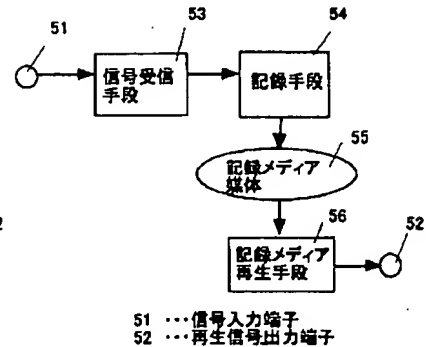 51
53
54
信号受信
手段
記録手段
55
記録メディア
媒体
2
56
52
記録メディア
再生手段
51 …信号入力端子
52 …再生信号出力端子